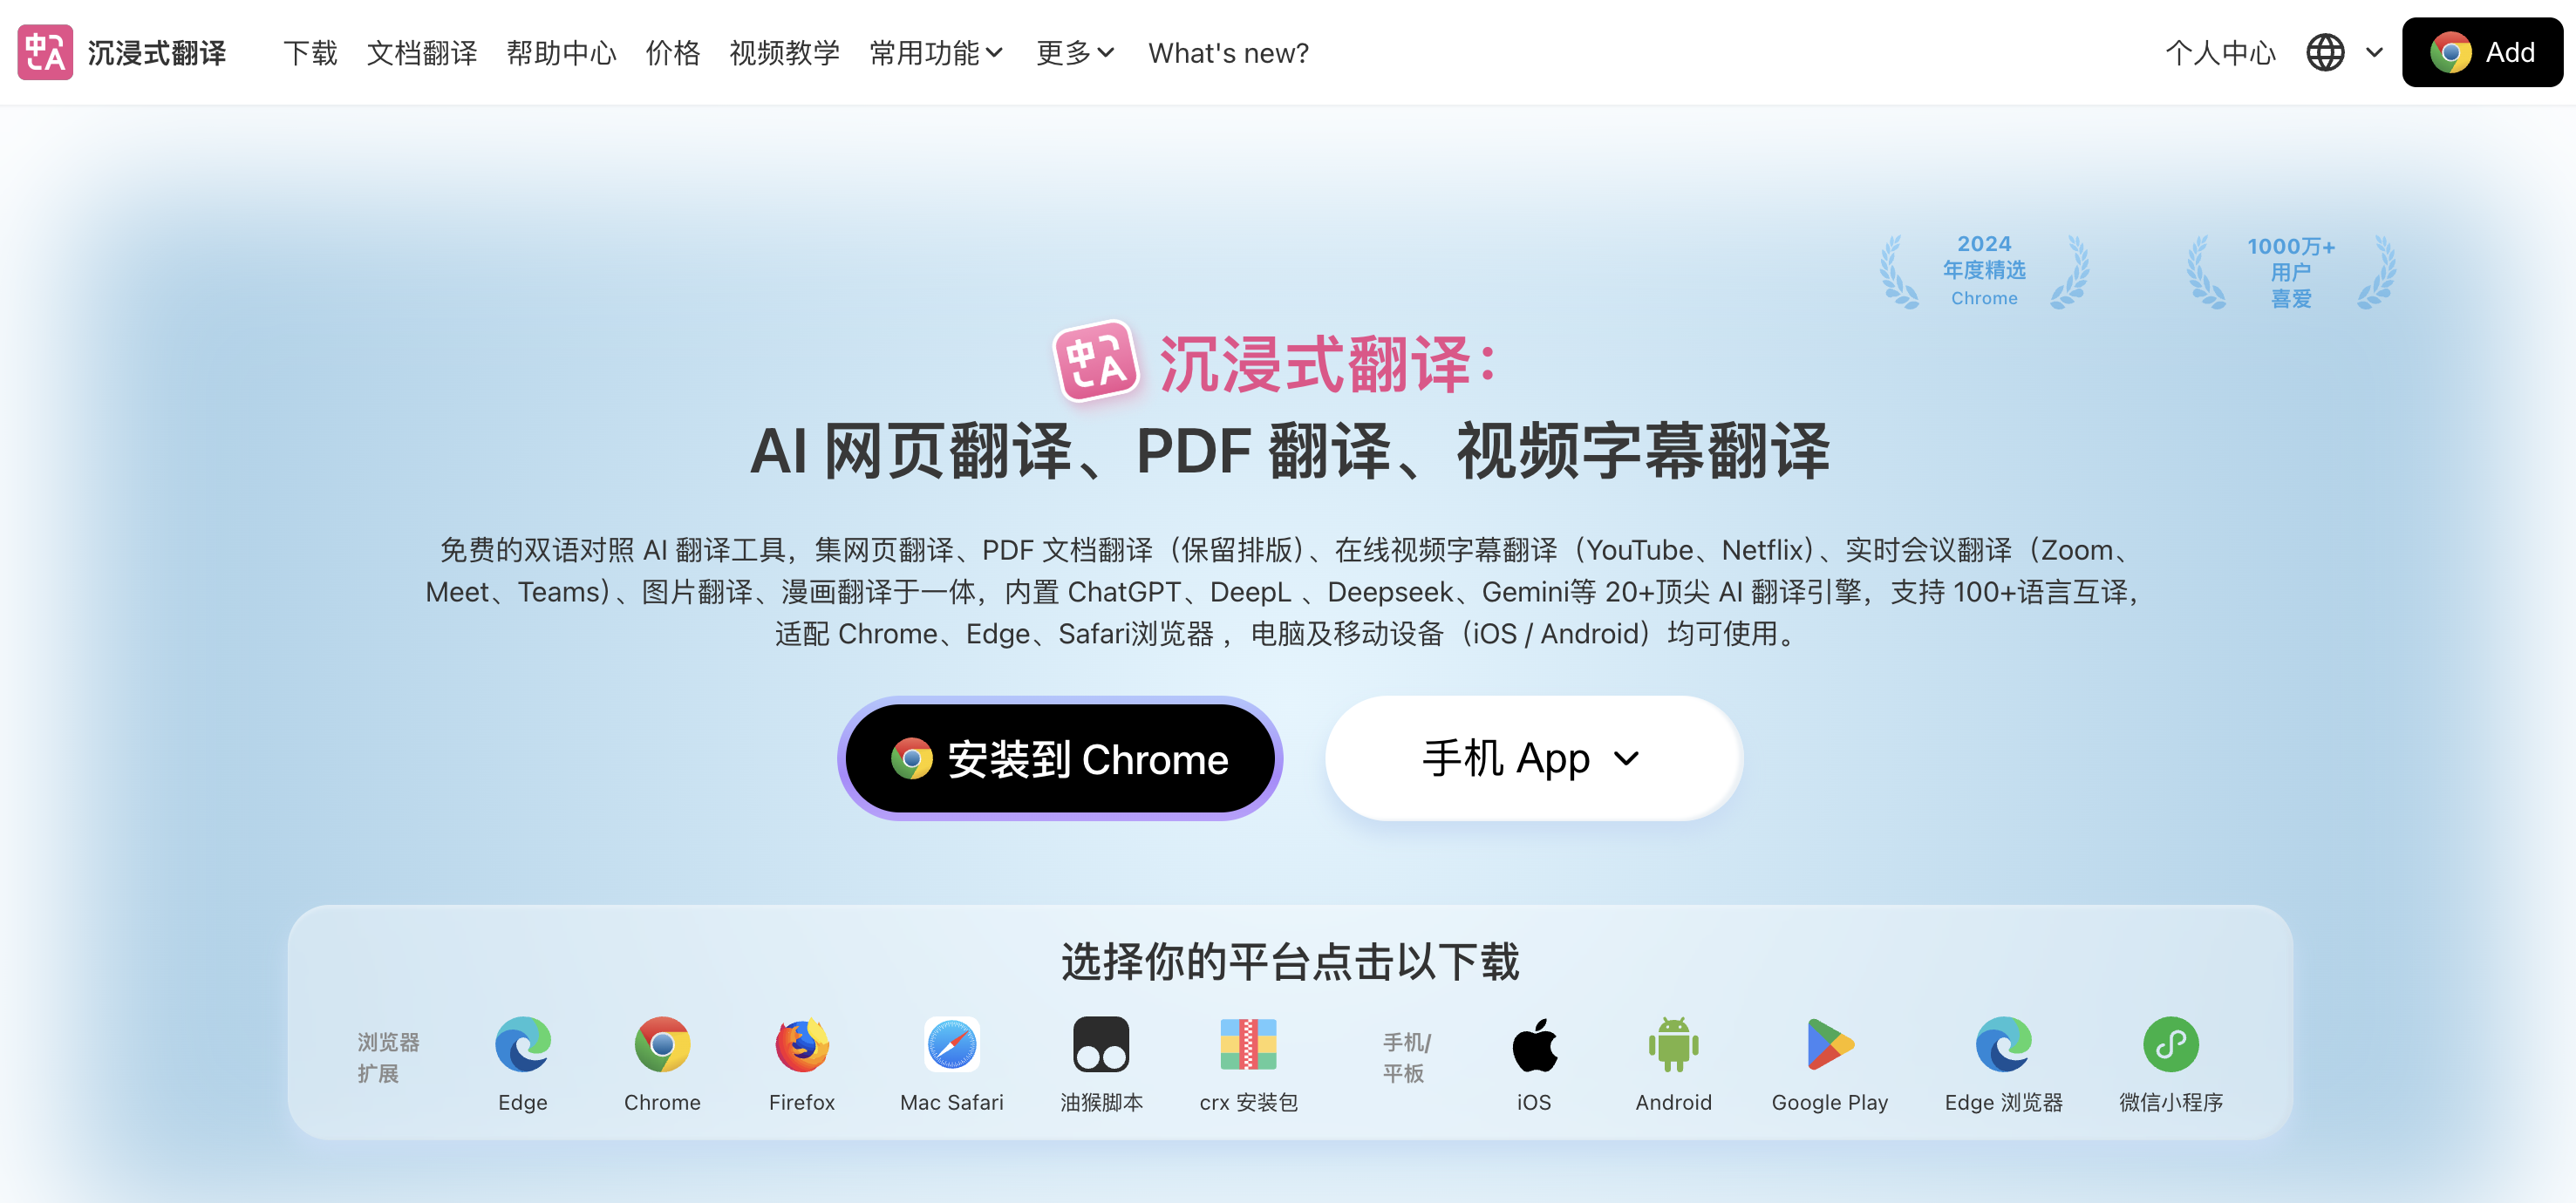 沉浸式翻译
下载 文档翻译 帮助中心 价格 视频教学 常用功能 更多 What's new?
个人中心
Add
2024
年度精选
Chrome
1000万+
用户
喜爱
沉浸式翻译：
AI 网页翻译、PDF 翻译、视频字幕翻译
免费的双语对照 AI 翻译工具，集网页翻译、PDF 文档翻译（保留排版）、在线视频字幕翻译（YouTube、Netflix）、实时会议翻译（Zoom、
Meet、Teams）、图片翻译、漫画翻译于一体，内置 ChatGPT、DeepL 、Deepseek、Gemini等 20+顶尖 AI 翻译引擎，支持 100+语言互译，
适配 Chrome、Edge、Safari浏览器 ，电脑及移动设备（iOS / Android）均可使用。
安装到 Chrome
手机 App
选择你的平台点击以下载
浏览器
扩展
Edge
Chrome
Firefox
Mac Safari
油猴脚本
crx 安装包
手机/
平板
iOS
Android
Google Play
Edge 浏览器
微信小程序